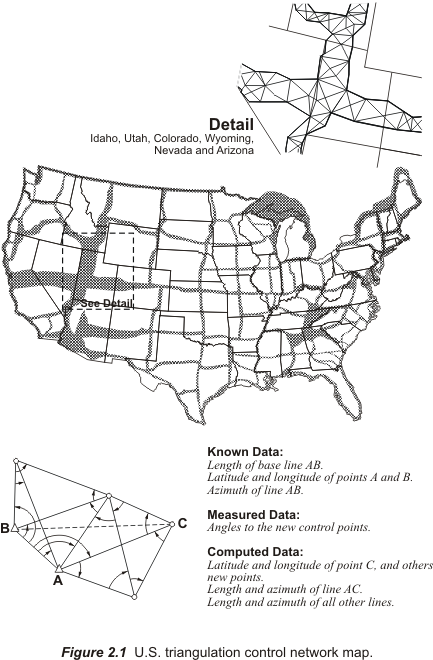 Detail
Idaho, Utah, Colorado, Wyoming,
Nevada and Arizona
See Detail
Known Data:
Length of base line AB.
Latitude and longitude of points A and B.
Azimuth of line AB.
Measured Data:
Angles to the new control points.
Computed Data:
Latitude and longitude of point C, and others
new points.
Length and azimuth of line AC.
Length and azimuth of all other lines.
B
C
A
Figure 2.1 U.S. triangulation control network map.